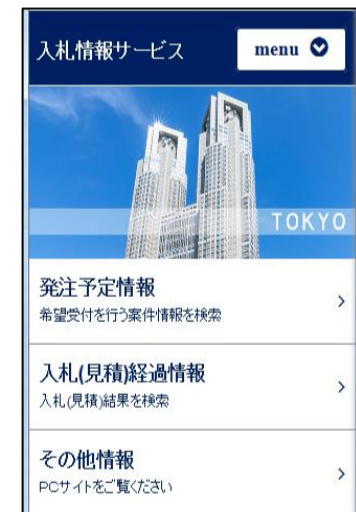 入札情報サービス
menu
TOKYO
発注予定情報
希望受付を行う案件情報を検索
入札(見積)経過情報
入札(見積)結果を検索
その他情報
PCサイトをご覧ください